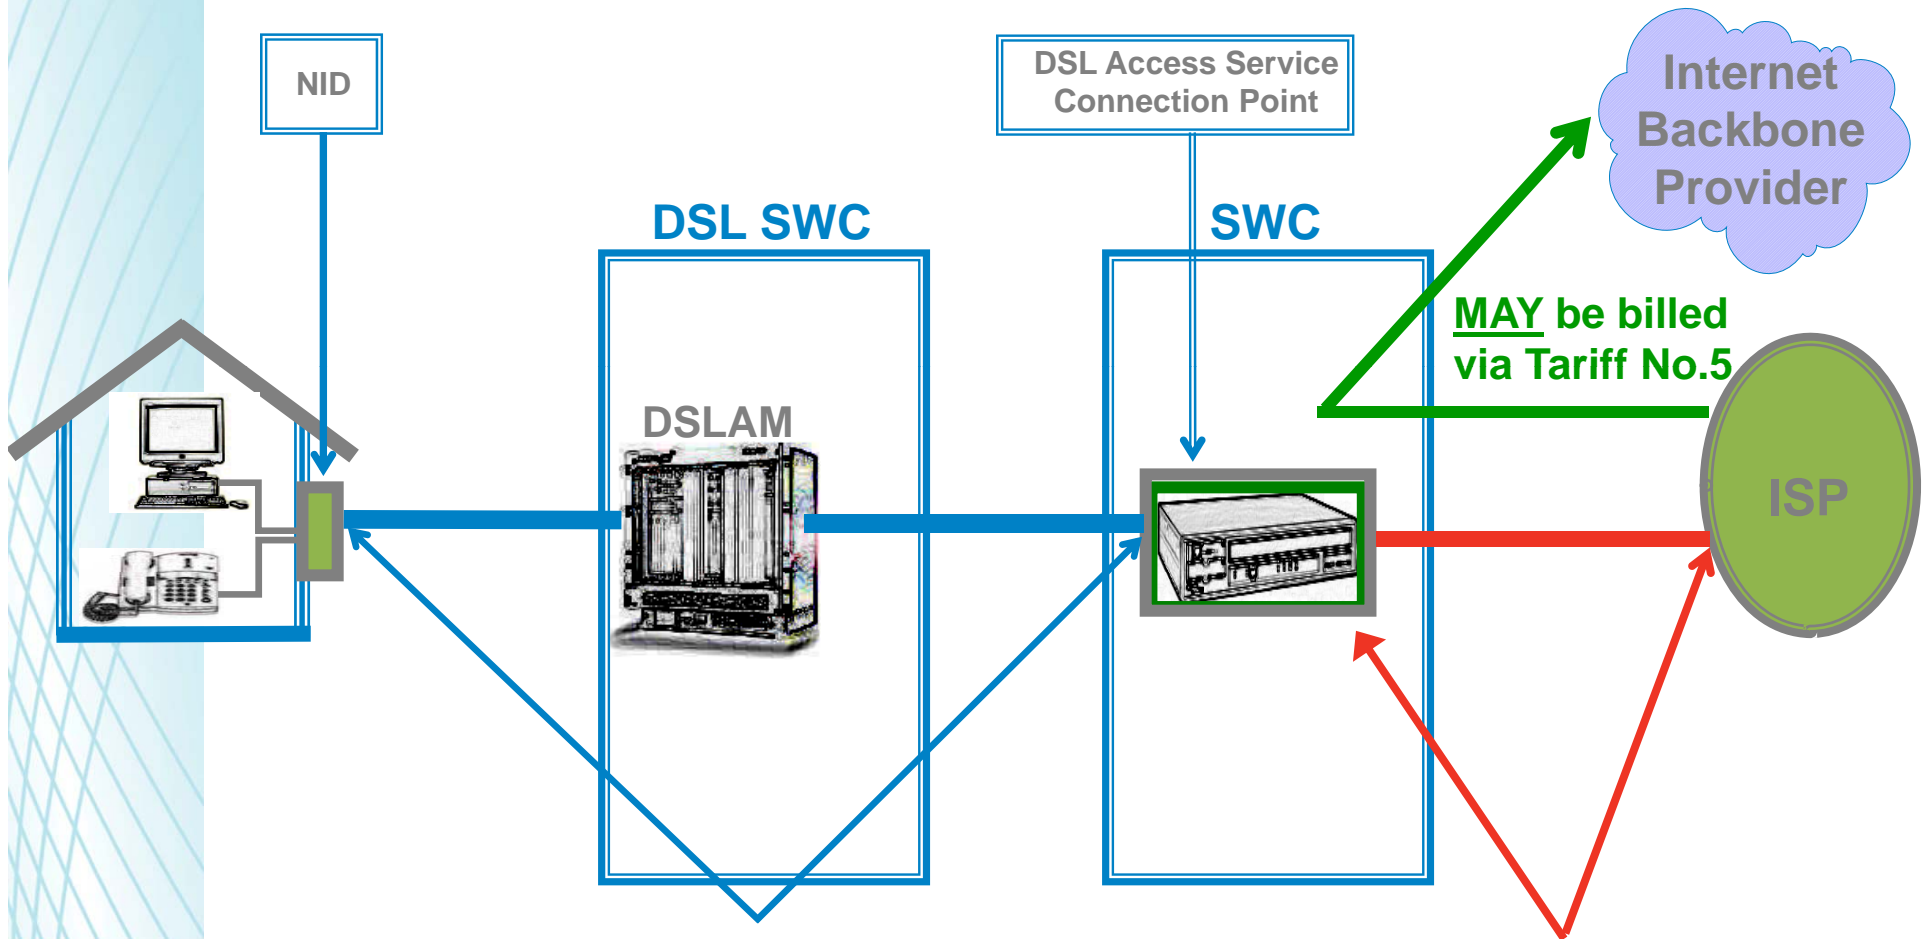 NID
DSL Access Service
Connection Point
Internet
Backbone
Provider
DSL SWC
SWC
MAY be billed
via Tariff No.5
DSLAM
ISP